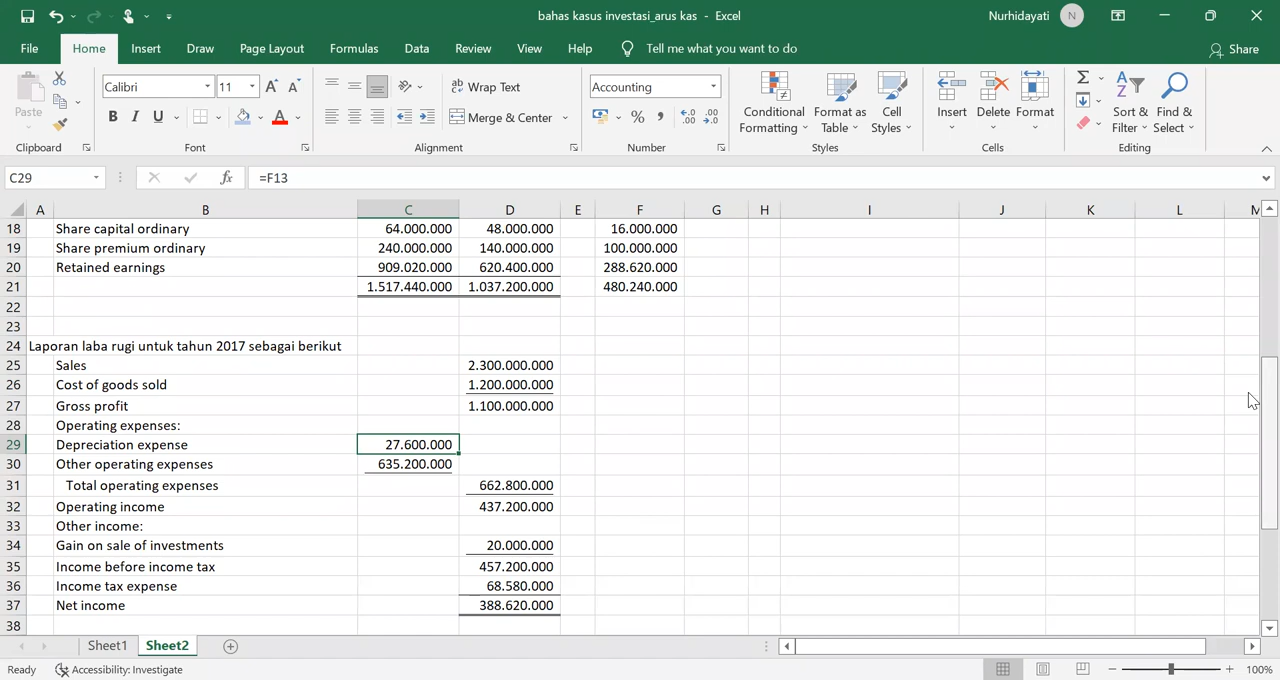 bahas kasus investasi_arus kas - Excel
Nurhidayati N
File Home Insert Draw Page Layout Formulas Data Review View Help Tell me what you want to do Share
Calibri 11 Wrap Text Accounting
Paste B I U Merge & Center % , Conditional Formatting Format as Table Cell Styles Insert Delete Format Sort & Filter Find & Select
Clipboard Font Alignment Number Styles Cells Editing
C29 fx =F13
A B C D E F G H I J K L M
18 Share capital ordinary 64.000.000 48.000.000 16.000.000
19 Share premium ordinary 240.000.000 140.000.000 100.000.000
20 Retained earnings 909.020.000 620.400.000 288.620.000
21 1.517.440.000 1.037.200.000 480.240.000
22
23
24 Laporan laba rugi untuk tahun 2017 sebagai berikut
25 Sales 2.300.000.000
26 Cost of goods sold 1.200.000.000
27 Gross profit 1.100.000.000
28 Operating expenses:
29 Depreciation expense 27.600.000
30 Other operating expenses 635.200.000
31 Total operating expenses 662.800.000
32 Operating income 437.200.000
33 Other income:
34 Gain on sale of investments 20.000.000
35 Income before income tax 457.200.000
36 Income tax expense 68.580.000
37 Net income 388.620.000
38
Sheet1 Sheet2
Ready Accessibility: Investigate 100%